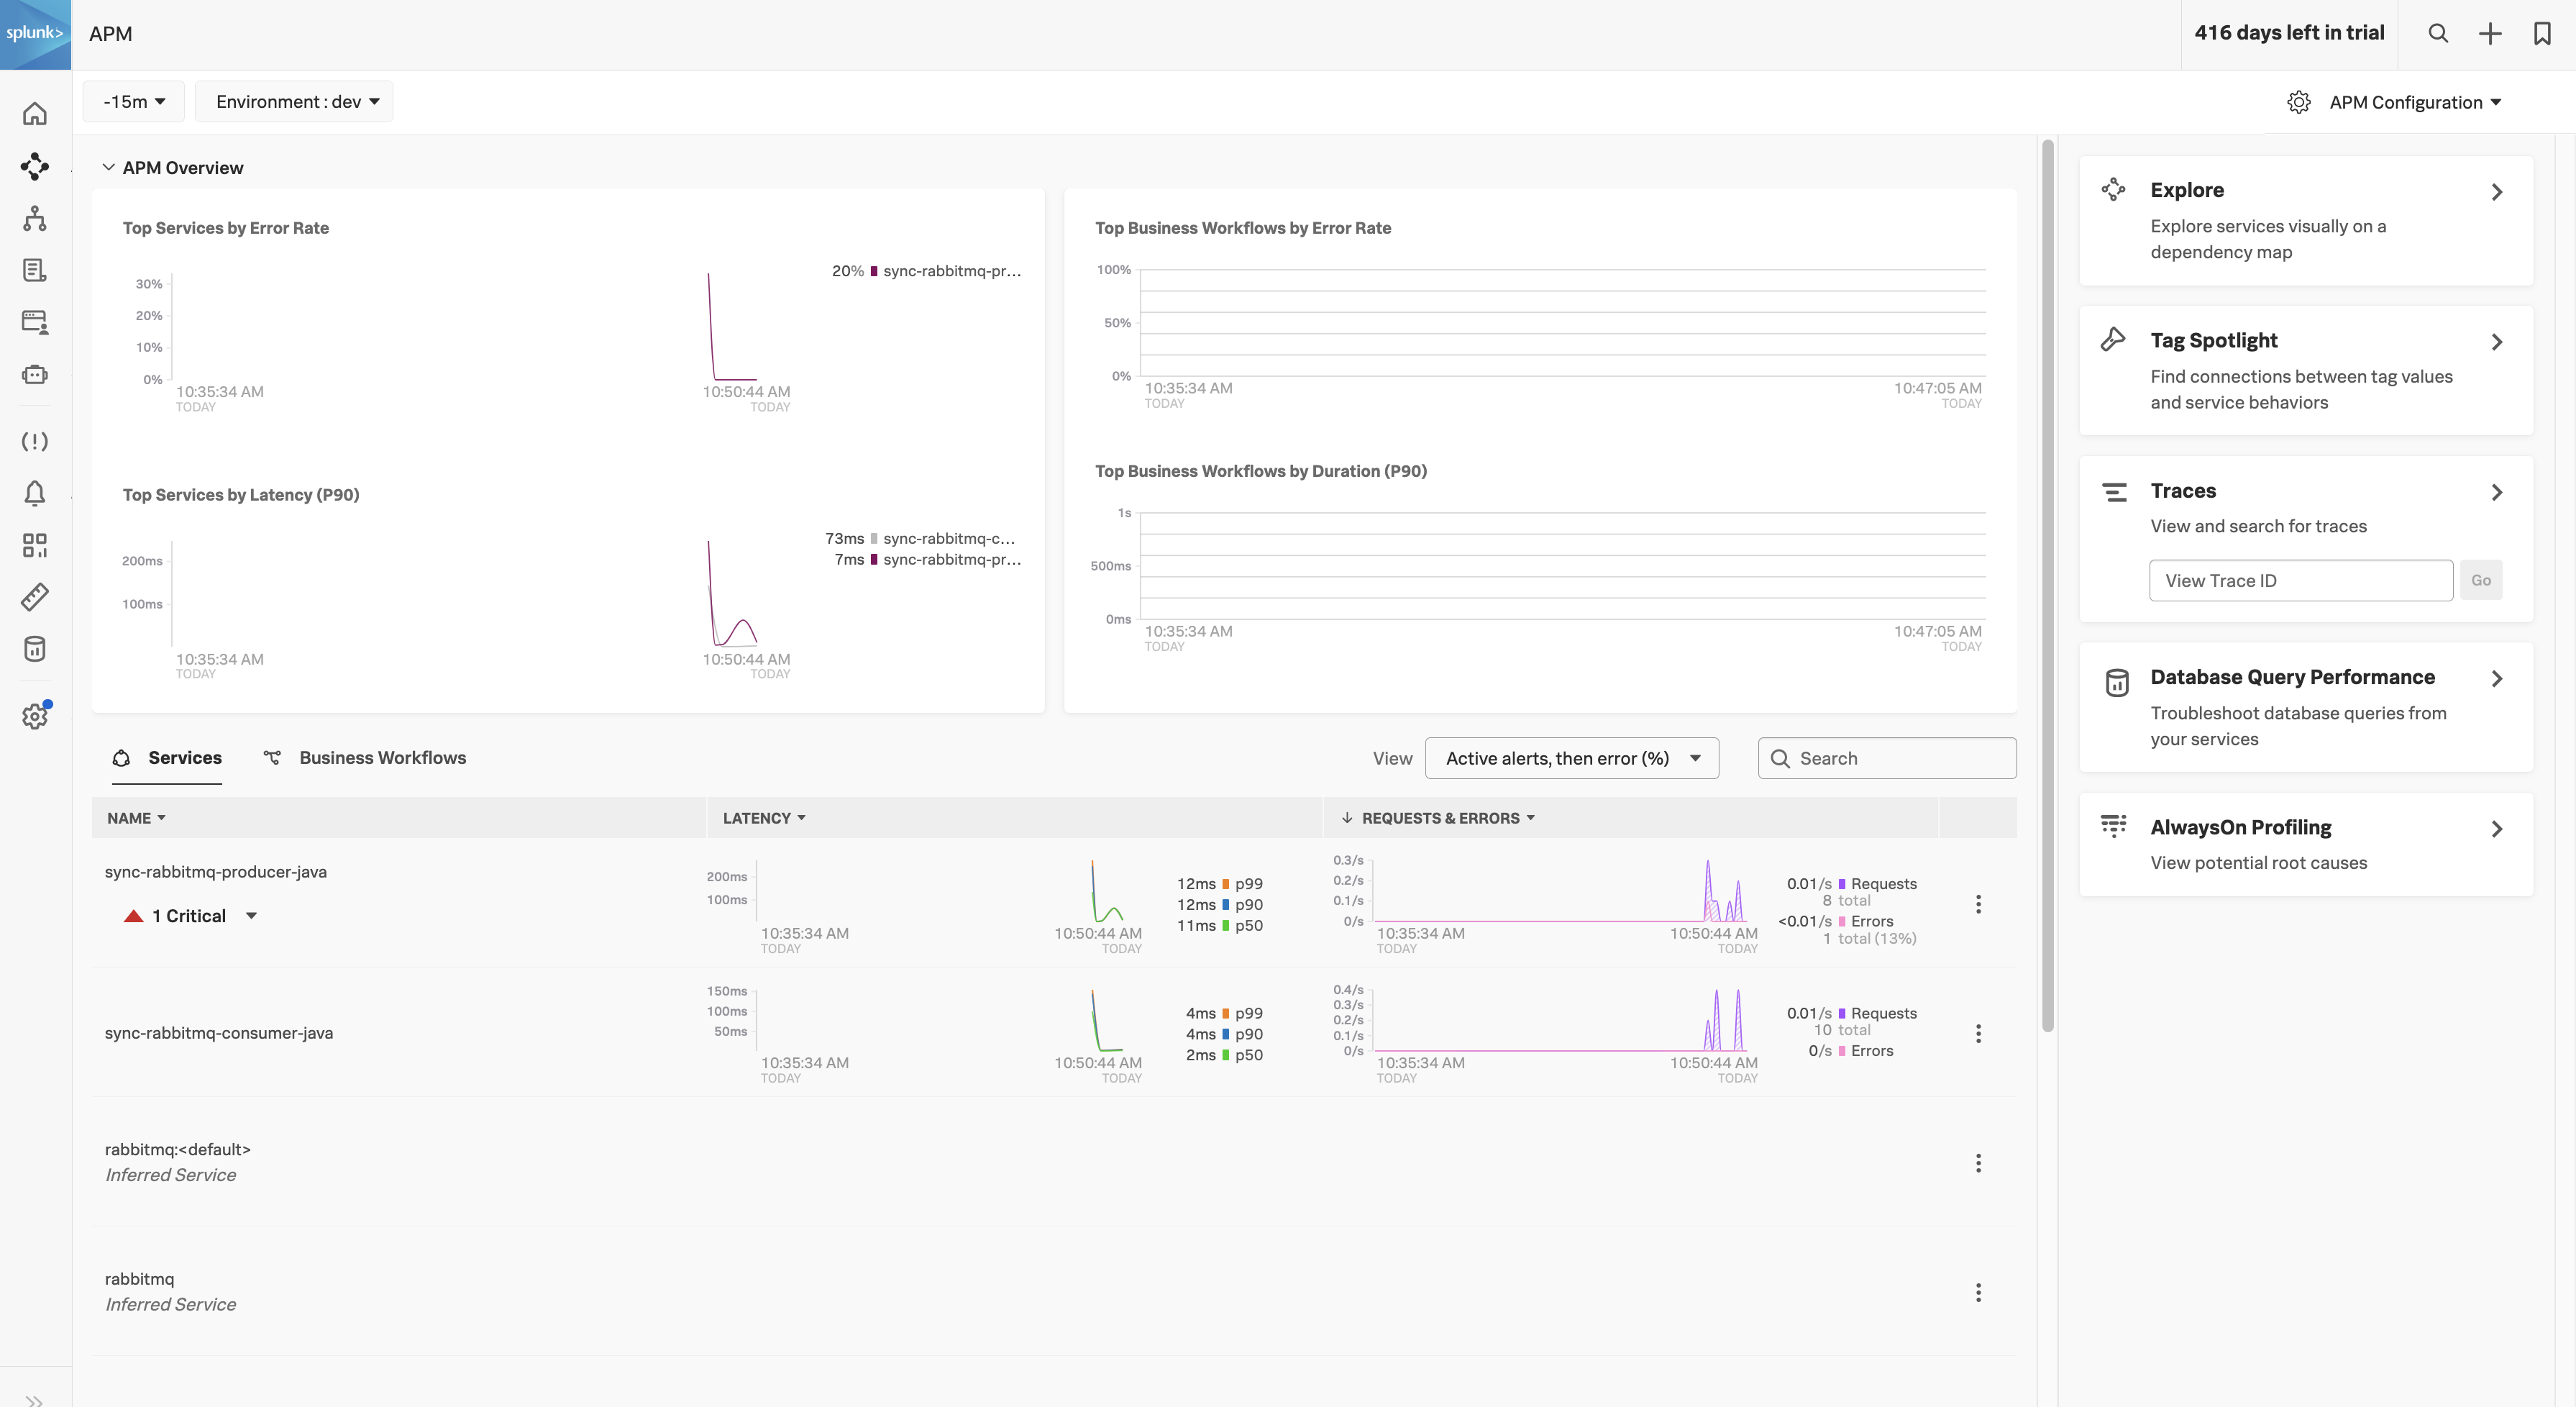 splunk>
APM
416 days left in trial
-15m
Environment : dev
APM Configuration
APM Overview
Top Services by Error Rate
30%
20%
10%
0%
10:35:34 AM
TODAY
10:50:44 AM
TODAY
20% sync-rabbitmq-pr…
Top Services by Latency (P90)
200ms
100ms
10:35:34 AM
TODAY
10:50:44 AM
TODAY
73ms sync-rabbitmq-c…
7ms sync-rabbitmq-pr…
Top Business Workflows by Error Rate
100%
50%
0%
10:35:34 AM
TODAY
10:47:05 AM
TODAY
Top Business Workflows by Duration (P90)
1s
500ms
0ms
10:35:34 AM
TODAY
10:47:05 AM
TODAY
Services
Business Workflows
View
Active alerts, then error (%)
Search
NAME
LATENCY
REQUESTS & ERRORS
sync-rabbitmq-producer-java
1 Critical
200ms
100ms
10:35:34 AM
TODAY
10:50:44 AM
TODAY
12ms p99
12ms p90
11ms p50
0.3/s
0.2/s
0.1/s
0/s
10:35:34 AM
TODAY
10:50:44 AM
TODAY
0.01/s Requests
8 total
<0.01/s Errors
1 total (13%)
sync-rabbitmq-consumer-java
150ms
100ms
50ms
10:35:34 AM
TODAY
10:50:44 AM
TODAY
4ms p99
4ms p90
2ms p50
0.4/s
0.3/s
0.2/s
0.1/s
0/s
10:35:34 AM
TODAY
10:50:44 AM
TODAY
0.01/s Requests
10 total
0/s Errors
rabbitmq:<default>
Inferred Service
rabbitmq
Inferred Service
Explore
Explore services visually on a
dependency map
Tag Spotlight
Find connections between tag values
and service behaviors
Traces
View and search for traces
View Trace ID
Go
Database Query Performance
Troubleshoot database queries from
your services
AlwaysOn Profiling
View potential root causes